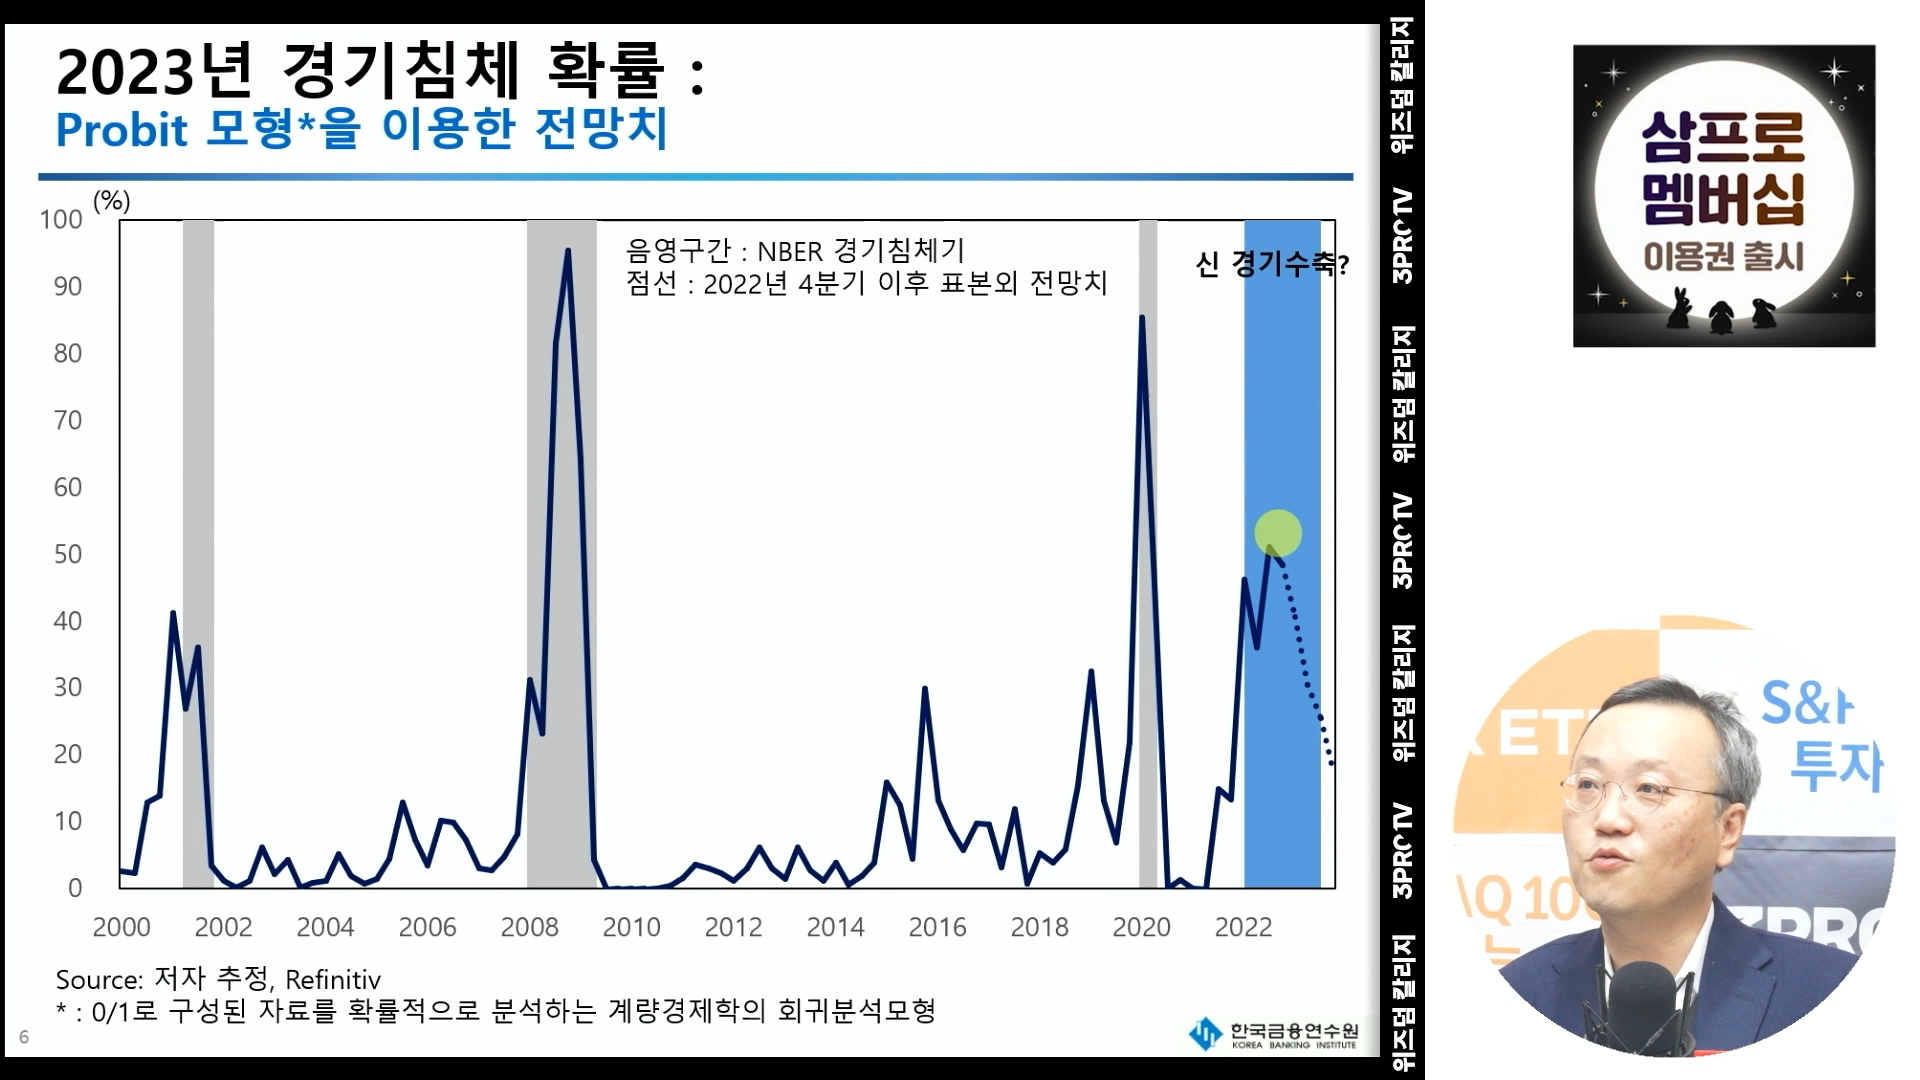 2023년 경기침체 확률 :
Probit 모형*을 이용한 전망치
(%)
100
90
80
70
60
50
40
30
20
10
0
음영구간 : NBER 경기침체기
점선 : 2022년 4분기 이후 표본외 전망치
신 경기수축?
2000 2002 2004 2006 2008 2010 2012 2014 2016 2018 2020 2022
Source: 저자 추정, Refinitiv
* : 0/1로 구성된 자료를 확률적으로 분석하는 계량경제학의 회귀분석모형
6
한국금융연수원
KOREA BANKING INSTITUTE
위즈덤 칼리지
3PROTV
위즈덤 칼리지
3PROTV
위즈덤 칼리지
3PROTV
위즈덤 칼리지
삼프로
멤버십
이용권 출시
ET
S&
투자
Q 100
3PRO